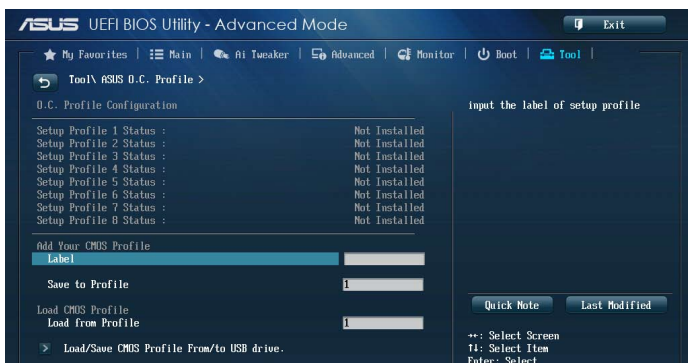 ASUS UEFI BIOS Utility - Advanced Mode
Exit
My Favorites | Main | Ai Tweaker | Advanced | Monitor | Boot | Tool |
Tool\ ASUS O.C. Profile >
O.C. Profile Configuration
input the label of setup profile
Setup Profile 1 Status : Not Installed
Setup Profile 2 Status : Not Installed
Setup Profile 3 Status : Not Installed
Setup Profile 4 Status : Not Installed
Setup Profile 5 Status : Not Installed
Setup Profile 6 Status : Not Installed
Setup Profile 7 Status : Not Installed
Setup Profile 8 Status : Not Installed
Add Your CMOS Profile
Label
Save to Profile 1
Load CMOS Profile
Load from Profile 1
> Load/Save CMOS Profile From/to USB drive.
Quick Note
Last Modified
→←: Select Screen
↑↓: Select Item
Enter: Select